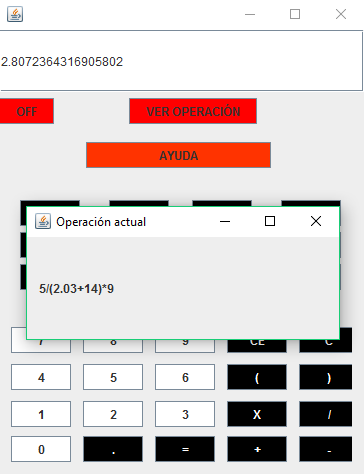 2.8072364316905802
OFF VER OPERACIÓN
AYUDA
Operación actual
5/(2.03+14)*9
7 8 9 CE C
4 5 6 ( )
1 2 3 X /
0 . = + -